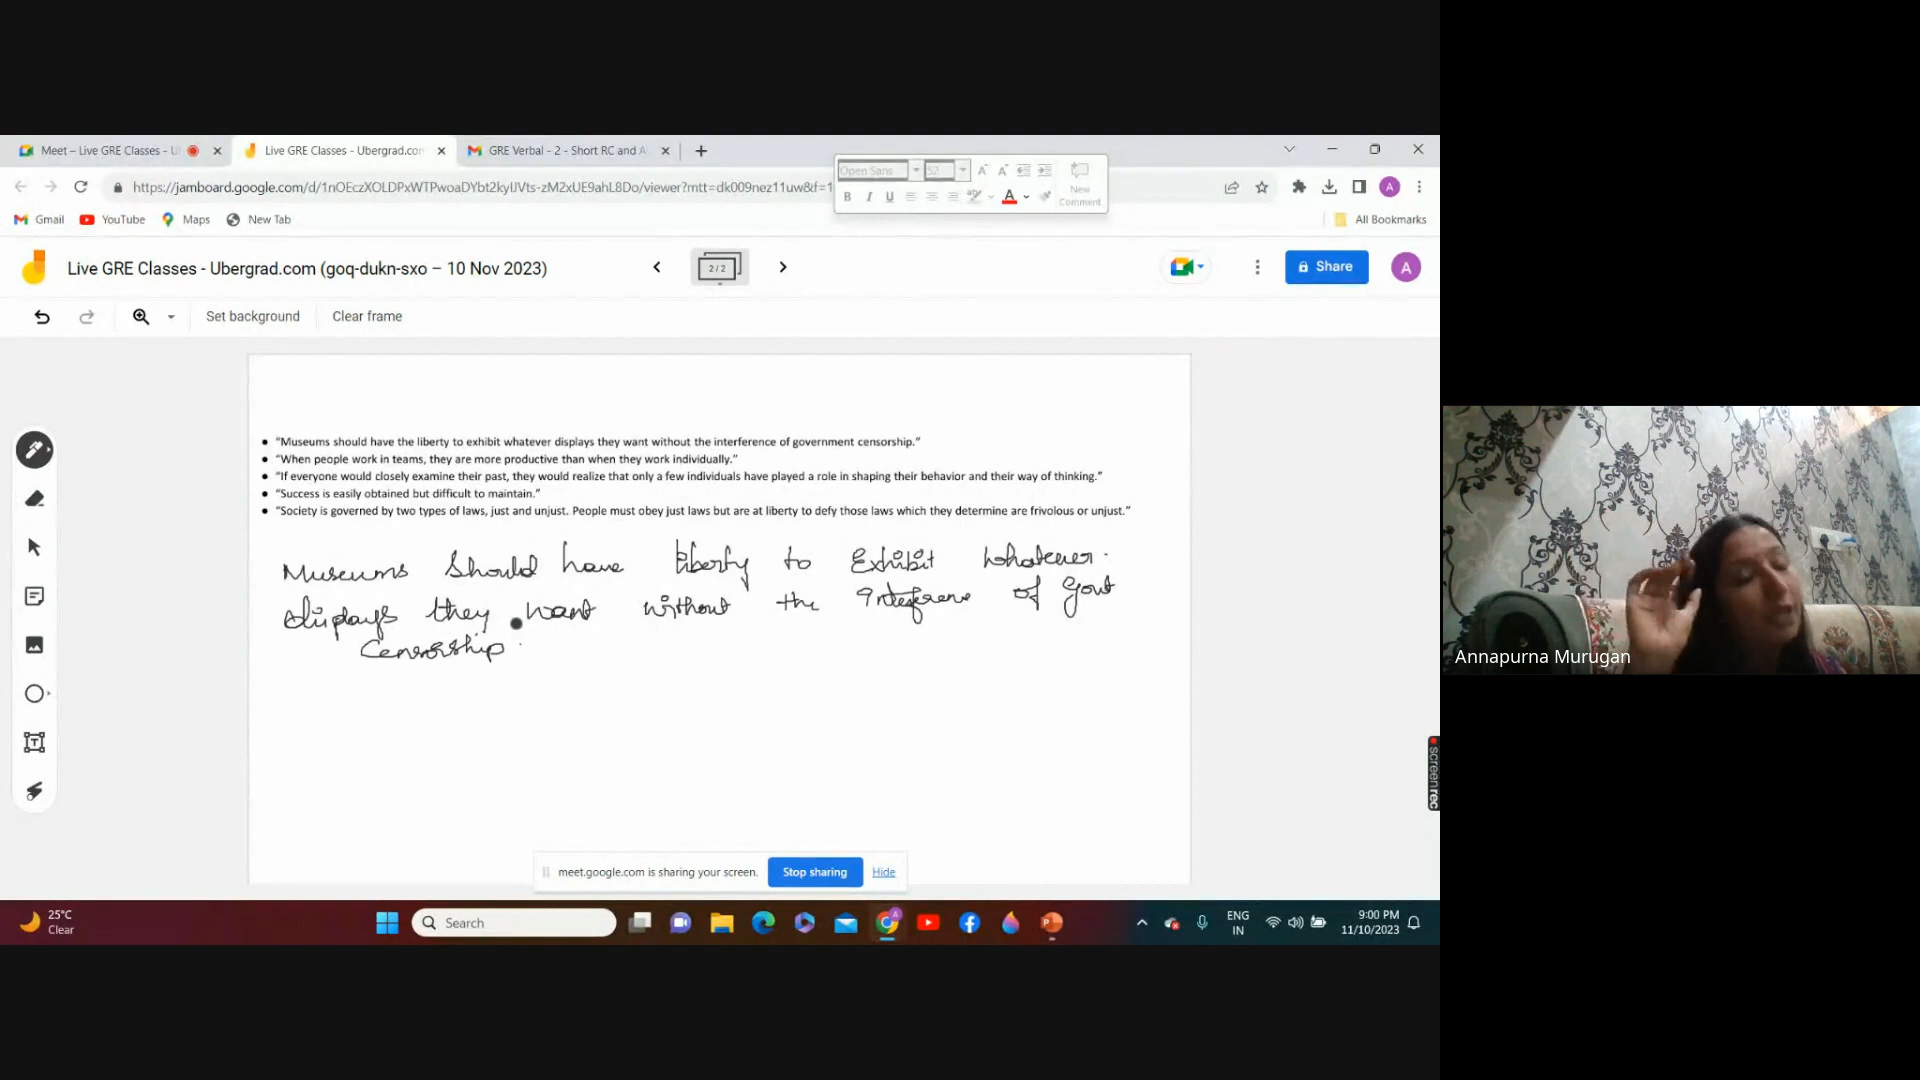 Meet – Live GRE Classes - U
Live GRE Classes - Ubergrad.con
GRE Verbal - 2 - Short RC and A
https://jamboard.google.com/d/1nOEczXOLDPxWTPwoaDYbt2kyIJVts-zM2xUE9ahL8Do/viewer?mtt=dk009nez11uw&f=1
Open Sans
52
B I U A
New
Comment
Gmail YouTube Maps New Tab All Bookmarks
Live GRE Classes - Ubergrad.com (goq-dukn-sxo – 10 Nov 2023)
2 / 2
Share
A
Set background Clear frame
• “Museums should have the liberty to exhibit whatever displays they want without the interference of government censorship.”
• “When people work in teams, they are more productive than when they work individually.”
• “If everyone would closely examine their past, they would realize that only a few individuals have played a role in shaping their behavior and their way of thinking.”
• “Success is easily obtained but difficult to maintain.”
• “Society is governed by two types of laws, just and unjust. People must obey just laws but are at liberty to defy those laws which they determine are frivolous or unjust.”
Museums should have liberty to Exhibit whatever
displays they want without the of Govt
Censorship.
Annapurna Murugan
screenrec
meet.google.com is sharing your screen. Stop sharing Hide
25°C
Clear
Search
ENG
IN
9:00 PM
11/10/2023